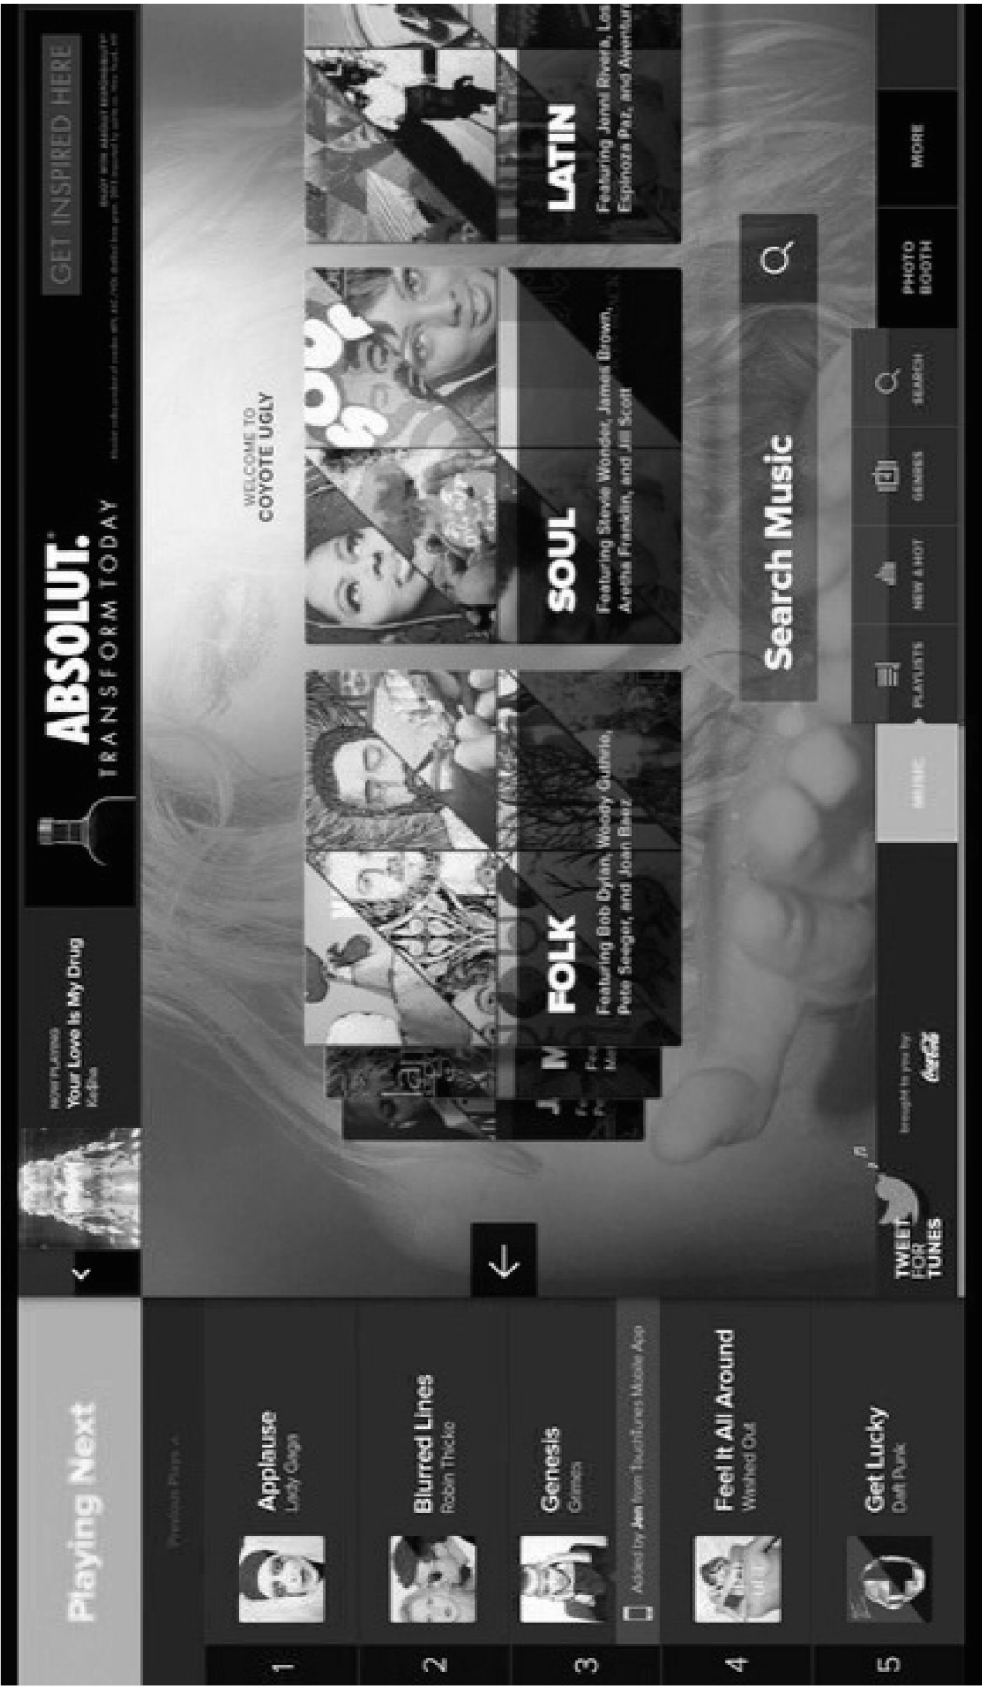 Playing Next
Previous Plays
1
Applause
Lady Gaga
2
Blurred Lines
Robin Thicke
3
Genesis
Grimes
Added by Jen from TouchTunes Mobile App
4
Feel It All Around
Washed Out
5
Get Lucky
Daft Punk
NOW PLAYING
Your Love Is My Drug
Ke$ha
ABSOLUT.
TRANSFORM TODAY
GET INSPIRED HERE
WELCOME TO
COYOTE UGLY
FOLK
Featuring Bob Dylan, Woody Guthrie,
Pete Seeger, and Joan Baez
SOUL
Featuring Stevie Wonder, James Brown,
Aretha Franklin, and Jill Scott
LATIN
Featuring Jenni Rivera, Los
Espinoza Paz, and Aventur
Search Music
TWEET
FOR
TUNES
brought to you by:
Coca-Cola
MUSIC
PLAYLISTS
NEW & HOT
GENRES
SEARCH
PHOTO
BOOTH
MORE